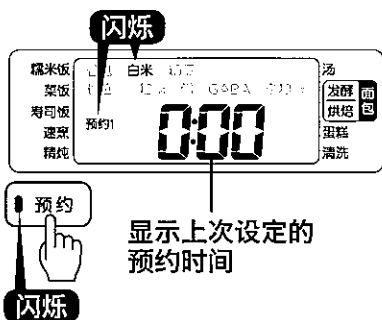 闪烁
糯米饭 白米 汤
菜饭 GABA 发酵 面包
寿司饭 预约1 烘焙
速烹 0:00 蛋糕
精炖 清洗
预约
显示上次设定的
预约时间
闪烁